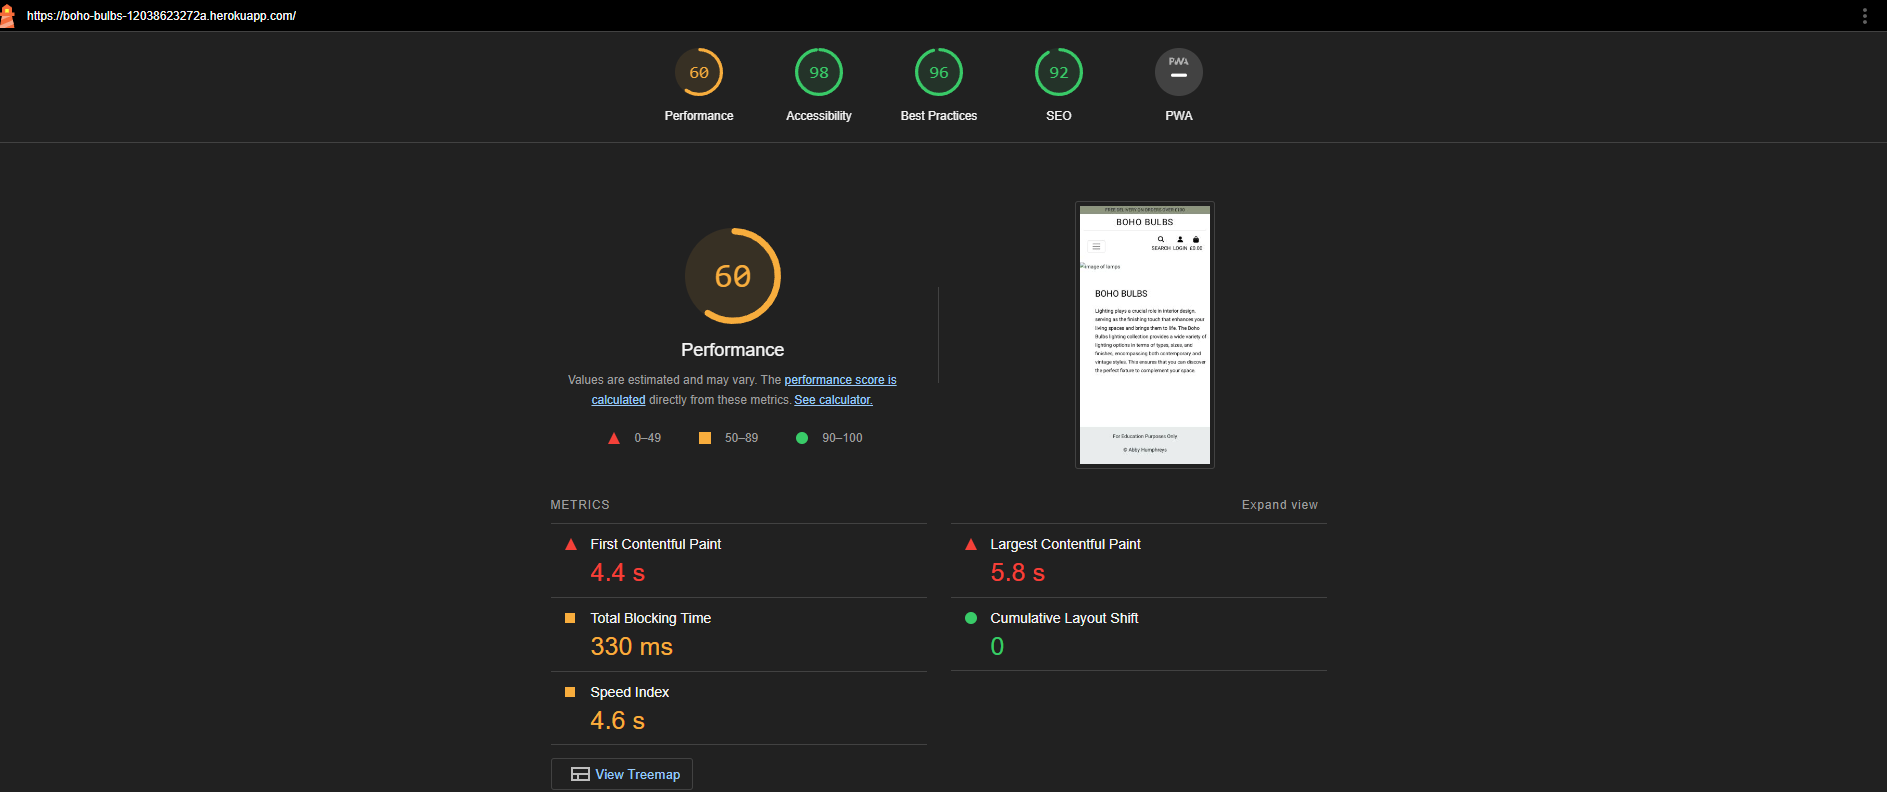 https://boho-bulbs-12038623272a.herokuapp.com/
60
98
96
92
PWA
Performance
Accessibility
Best Practices
SEO
PWA
60
Performance
Values are estimated and may vary. The performance score is
calculated directly from these metrics. See calculator.
0–49
50–89
90–100
FREE DELIVERY ON ORDERS OVER £100
BOHO BULBS
SEARCH LOGIN £0.00
image of lamps
BOHO BULBS
Lighting plays a crucial role in interior design,
serving as the finishing touch that enhances your
living spaces and brings them to life. The Boho
Bulbs lighting collection provides a wide variety of
lighting options in terms of types, sizes, and
finishes, encompassing both contemporary and
vintage styles. This ensures that you can discover
the perfect fixture to complement your space.
For Education Purposes Only
© Abby Humphreys
METRICS
Expand view
First Contentful Paint
4.4 s
Largest Contentful Paint
5.8 s
Total Blocking Time
330 ms
Cumulative Layout Shift
0
Speed Index
4.6 s
View Treemap